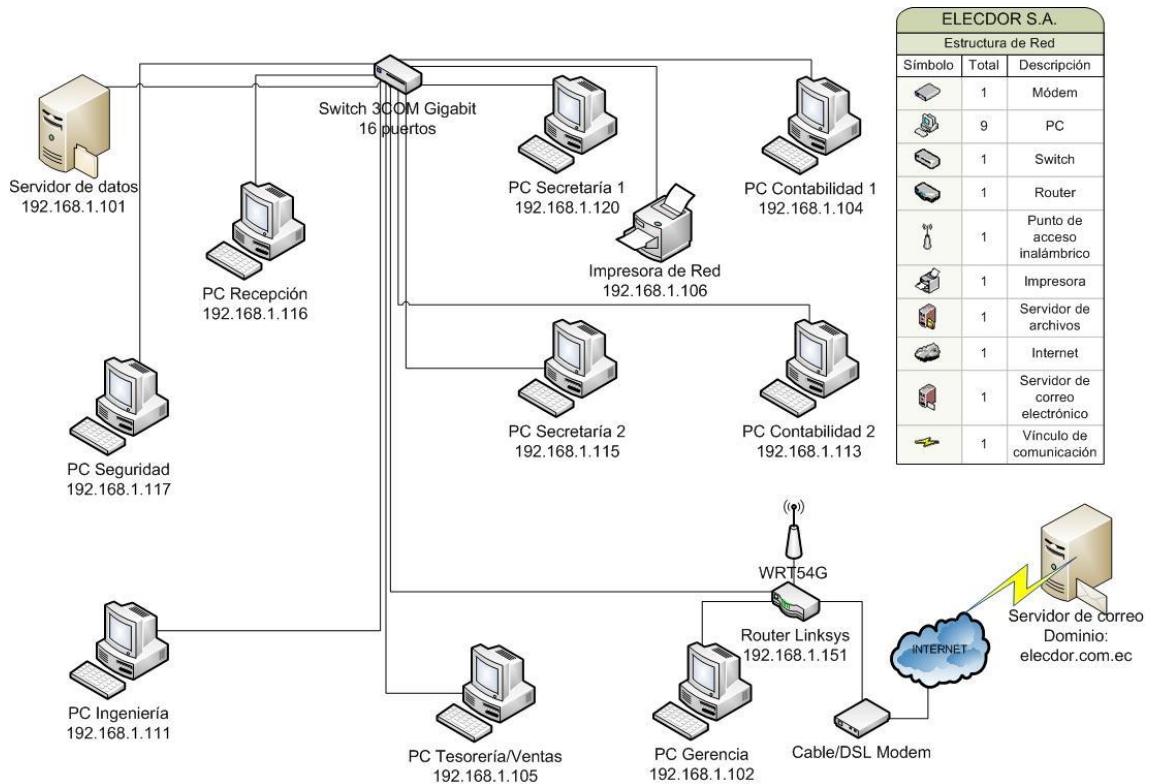 ELECDOR S.A.
Estructura de Red
Símbolo Total Descripción
1 Módem
9 PC
1 Switch
1 Router
1 Punto de
acceso
inalámbrico
1 Impresora
1 Servidor de
archivos
1 Internet
1 Servidor de
correo
electrónico
1 Vínculo de
comunicación
Switch 3COM Gigabit
16 puertos
Servidor de datos
192.168.1.101
PC Secretaría 1
192.168.1.120
PC Contabilidad 1
192.168.1.104
PC Recepción
192.168.1.116
Impresora de Red
192.168.1.106
PC Seguridad
192.168.1.117
PC Secretaría 2
192.168.1.115
PC Contabilidad 2
192.168.1.113
WRT54G
Router Linksys
192.168.1.151
INTERNET
Servidor de correo
Dominio:
elecdor.com.ec
PC Ingeniería
192.168.1.111
PC Tesorería/Ventas
192.168.1.105
PC Gerencia
192.168.1.102
Cable/DSL Modem